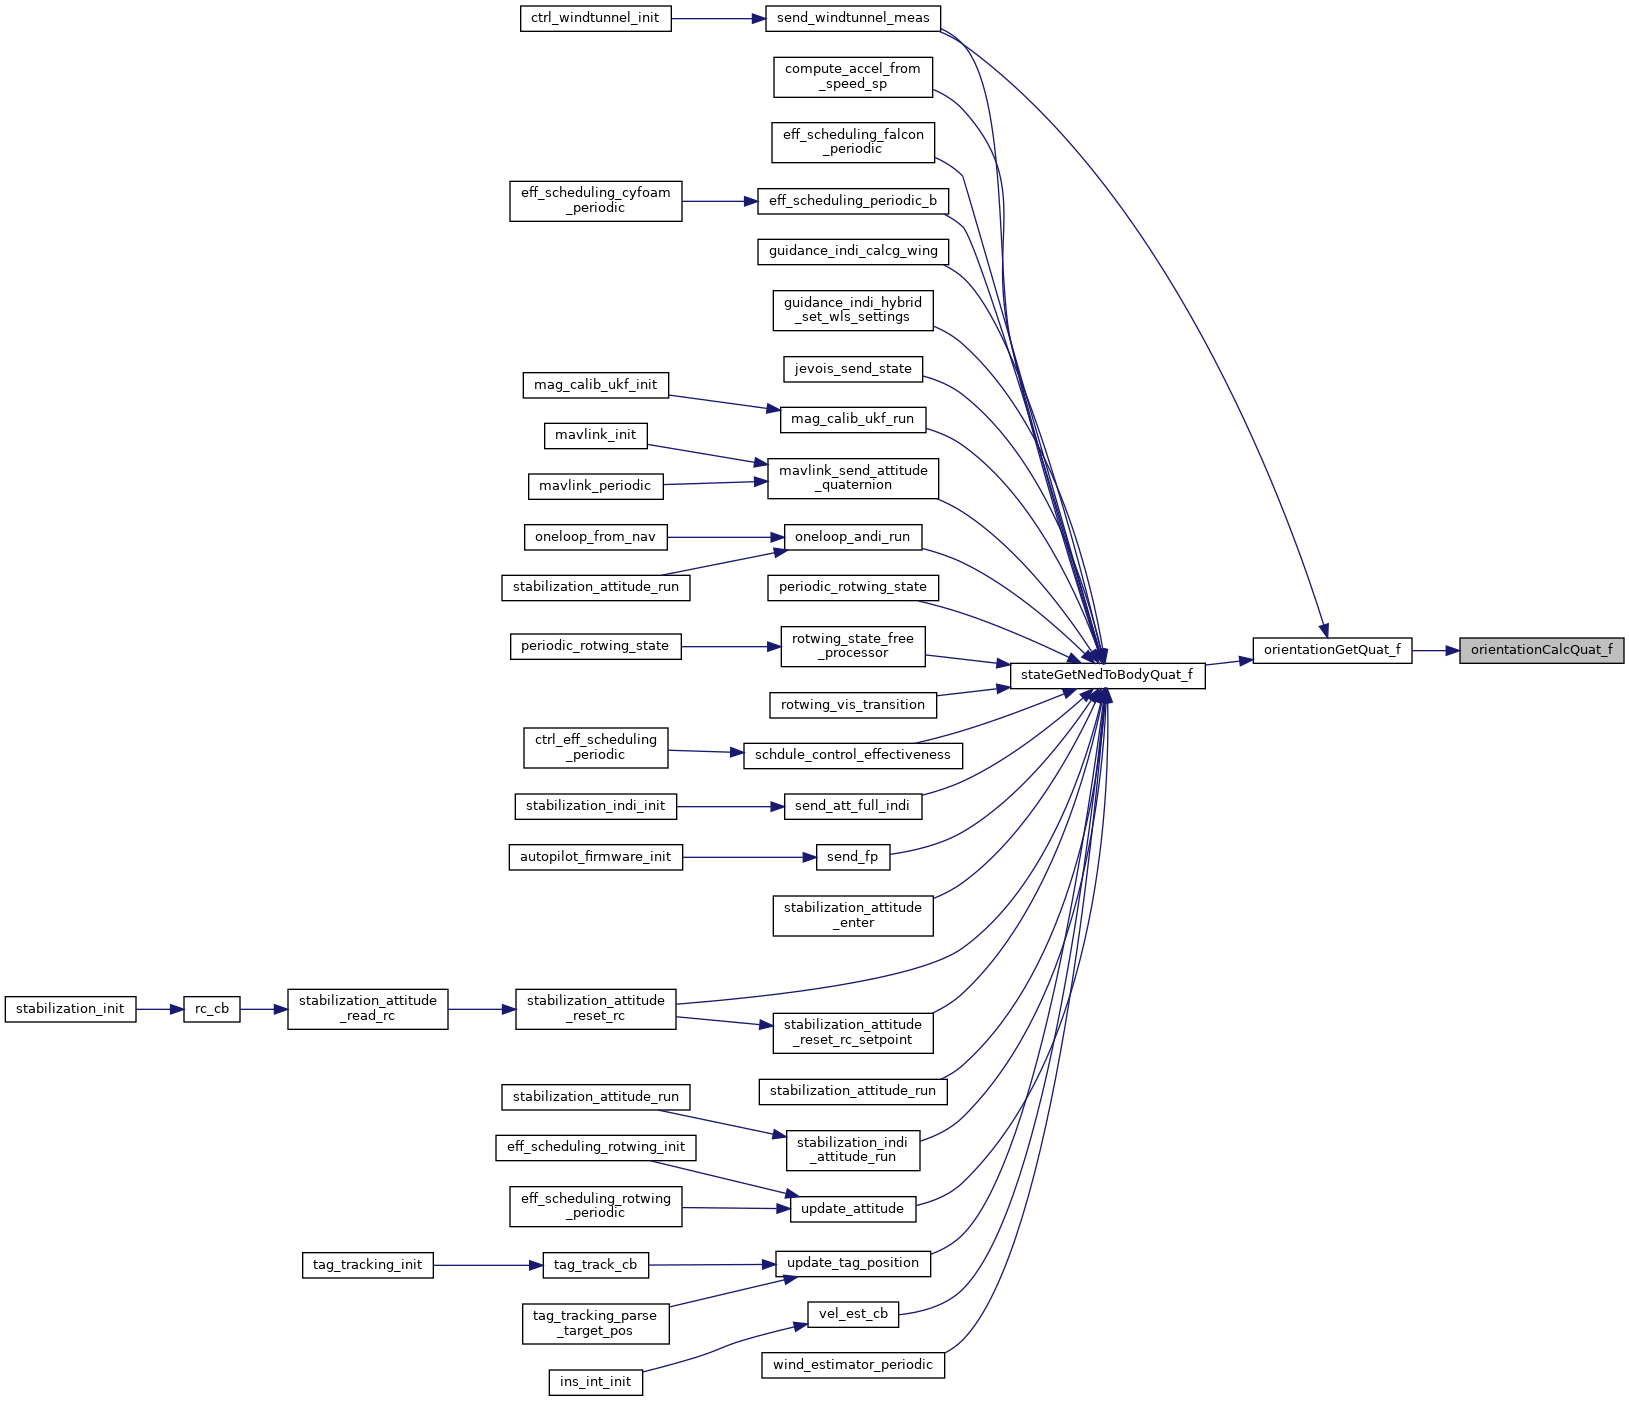 ctrl_windtunnel_init
send_windtunnel_meas
compute_accel_from
_speed_sp
eff_scheduling_falcon
_periodic
eff_scheduling_cyfoam
_periodic
eff_scheduling_periodic_b
guidance_indi_calcg_wing
guidance_indi_hybrid
_set_wls_settings
jevois_send_state
mag_calib_ukf_init
mag_calib_ukf_run
mavlink_init
mavlink_send_attitude
_quaternion
mavlink_periodic
oneloop_from_nav
oneloop_andi_run
stabilization_attitude_run
periodic_rotwing_state
periodic_rotwing_state
rotwing_state_free
_processor
orientationGetQuat_f
orientationCalcQuat_f
stateGetNedToBodyQuat_f
rotwing_vis_transition
ctrl_eff_scheduling
_periodic
schdule_control_effectiveness
stabilization_indi_init
send_att_full_indi
autopilot_firmware_init
send_fp
stabilization_attitude
_enter
stabilization_init
rc_cb
stabilization_attitude
_read_rc
stabilization_attitude
_reset_rc
stabilization_attitude
_reset_rc_setpoint
stabilization_attitude_run
stabilization_attitude_run
stabilization_indi
_attitude_run
eff_scheduling_rotwing_init
eff_scheduling_rotwing
_periodic
update_attitude
tag_tracking_init
tag_track_cb
update_tag_position
tag_tracking_parse
_target_pos
vel_est_cb
ins_int_init
wind_estimator_periodic